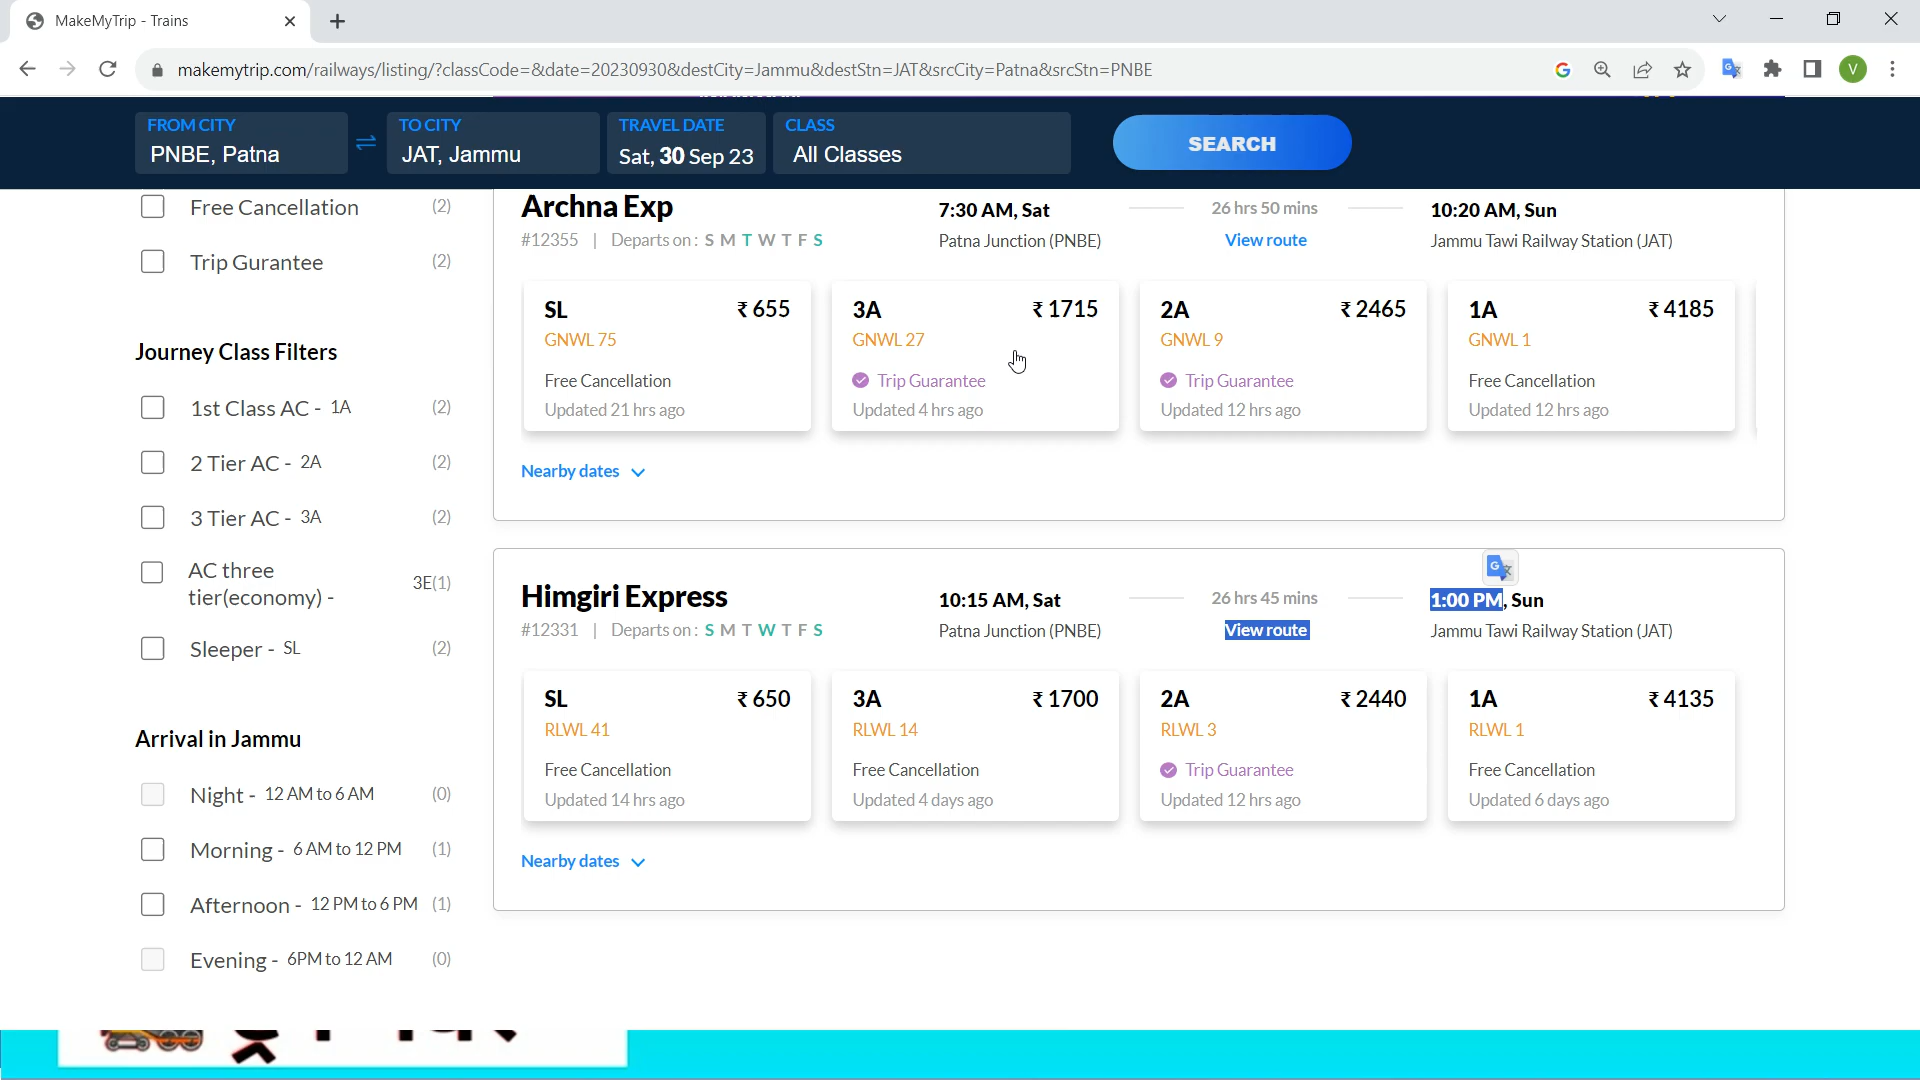 MakeMyTrip - Trains
makemytrip.com/railways/listing/?classCode=&date=20230930&destCity=Jammu&destStn=JAT&srcCity=Patna&srcStn=PNBE
V
FROM CITY
PNBE, Patna
TO CITY
JAT, Jammu
TRAVEL DATE
Sat, 30 Sep 23
CLASS
All Classes
SEARCH
Free Cancellation (2)
Trip Gurantee (2)
Journey Class Filters
1st Class AC - 1A (2)
2 Tier AC - 2A (2)
3 Tier AC - 3A (2)
AC three
tier(economy) - 3E(1)
Sleeper - SL (2)
Arrival in Jammu
Night - 12 AM to 6 AM (0)
Morning - 6 AM to 12 PM (1)
Afternoon - 12 PM to 6 PM (1)
Evening - 6PM to 12 AM (0)
Archna Exp
#12355 | Departs on : S M T W T F S
7:30 AM, Sat
Patna Junction (PNBE)
26 hrs 50 mins
View route
10:20 AM, Sun
Jammu Tawi Railway Station (JAT)
SL ₹ 655
GNWL 75
Free Cancellation
Updated 21 hrs ago
3A ₹ 1715
GNWL 27
Trip Guarantee
Updated 4 hrs ago
2A ₹ 2465
GNWL 9
Trip Guarantee
Updated 12 hrs ago
1A ₹ 4185
GNWL 1
Free Cancellation
Updated 12 hrs ago
Nearby dates
Himgiri Express
#12331 | Departs on : S M T W T F S
10:15 AM, Sat
Patna Junction (PNBE)
26 hrs 45 mins
View route
1:00 PM, Sun
Jammu Tawi Railway Station (JAT)
SL ₹ 650
RLWL 41
Free Cancellation
Updated 14 hrs ago
3A ₹ 1700
RLWL 14
Free Cancellation
Updated 4 days ago
2A ₹ 2440
RLWL 3
Trip Guarantee
Updated 12 hrs ago
1A ₹ 4135
RLWL 1
Free Cancellation
Updated 6 days ago
Nearby dates